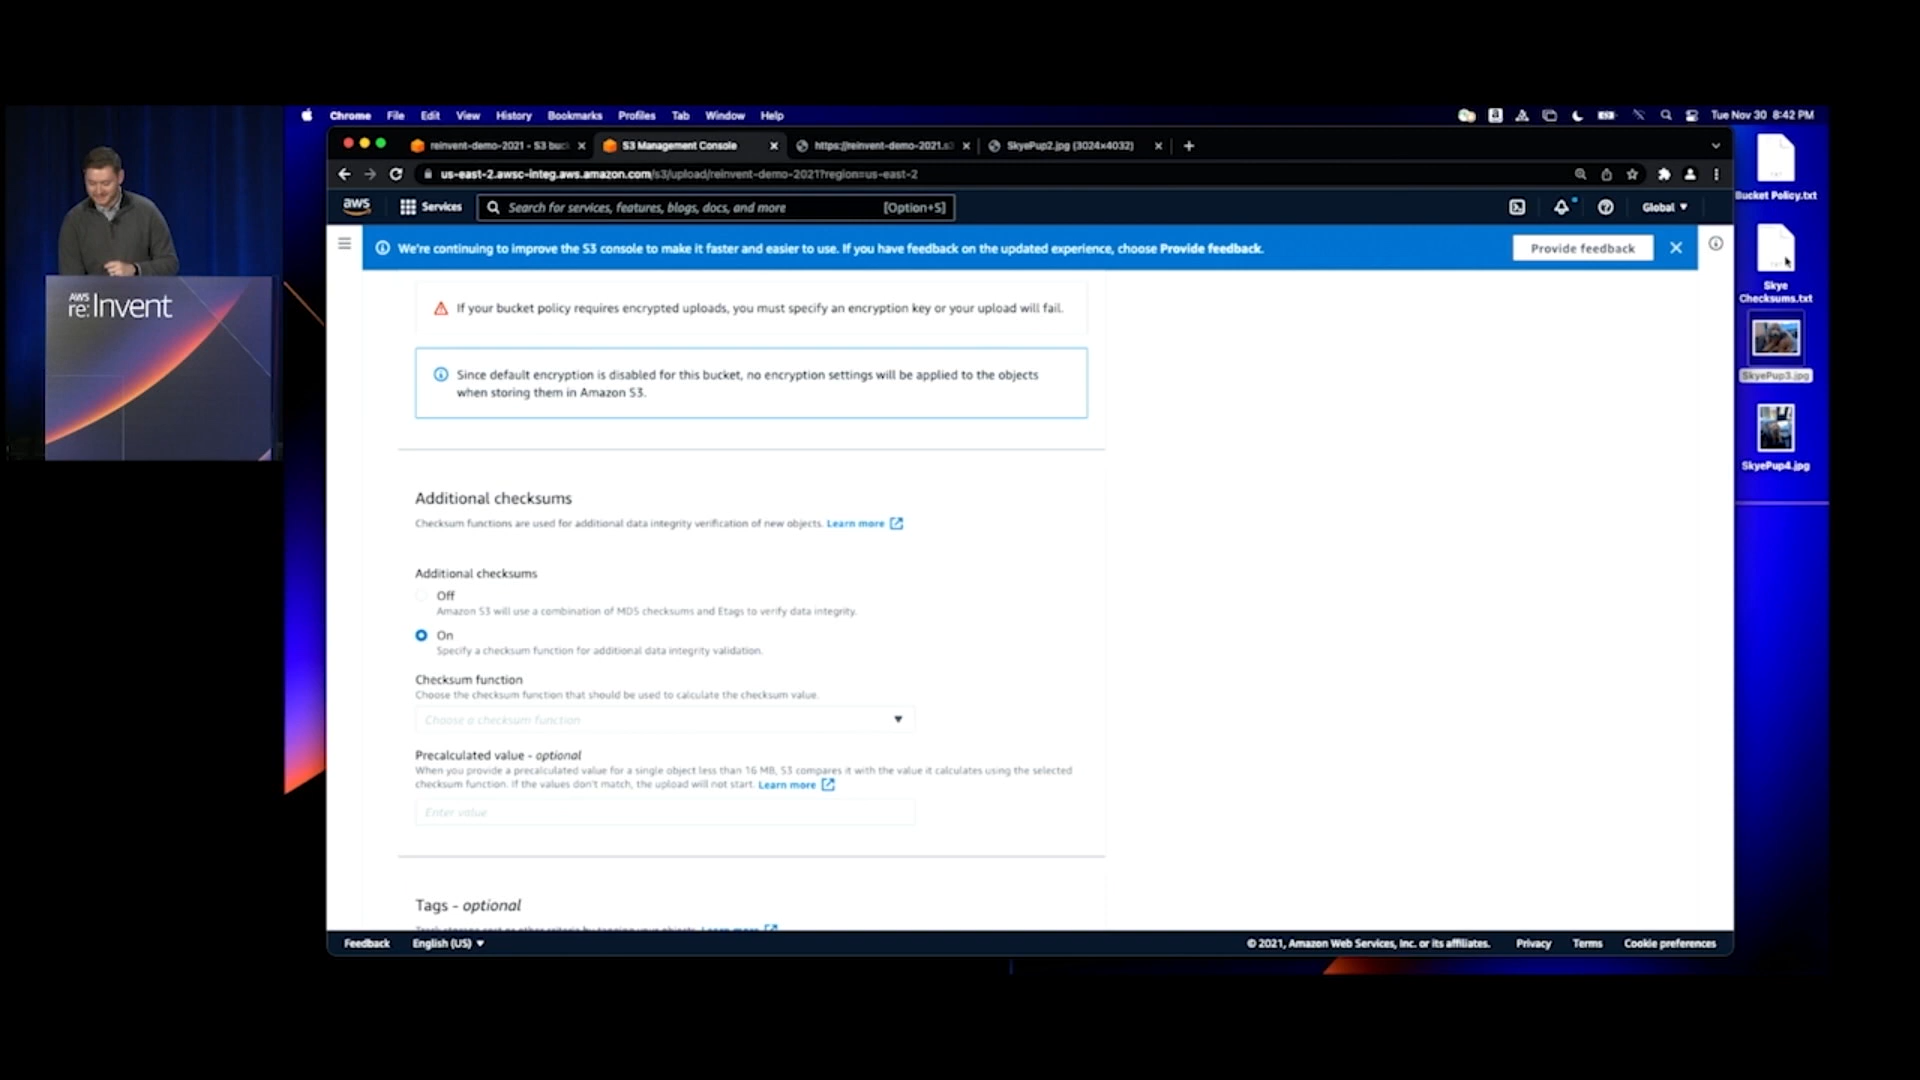 Chrome File Edit View History Bookmarks Profiles Tab Window Help
Tue Nov 30 8:42 PM
reinvent-demo-2021 - S3 buc
S3 Management Console
https://reinvent-demo-2021.s
SkyePup2.jpg (3024×4032)
us-east-2.awsc-integ.aws.amazon.com/s3/upload/reinvent-demo-2021?region=us-east-2
aws
Services
Search for services, features, blogs, docs, and more
[Option+S]
Global
We're continuing to improve the S3 console to make it faster and easier to use. If you have feedback on the updated experience, choose Provide feedback.
Provide feedback
If your bucket policy requires encrypted uploads, you must specify an encryption key or your upload will fail.
Since default encryption is disabled for this bucket, no encryption settings will be applied to the objects
when storing them in Amazon S3.
Additional checksums
Checksum functions are used for additional data integrity verification of new objects. Learn more
Additional checksums
Off
Amazon S3 will use a combination of MD5 checksums and Etags to verify data integrity.
On
Specify a checksum function for additional data integrity validation.
Checksum function
Choose the checksum function that should be used to calculate the checksum value.
Choose a checksum function
Precalculated value - optional
When you provide a precalculated value for a single object less than 16 MB, S3 compares it with the value it calculates using the selected
checksum function. If the values don't match, the upload will not start. Learn more
Enter value
Tags - optional
Feedback
English (US)
© 2021, Amazon Web Services, Inc. or its affiliates.
Privacy
Terms
Cookie preferences
Bucket Policy.txt
Skye
Checksums.txt
SkyePup3.jpg
SkyePup4.jpg
AWS
re:Invent